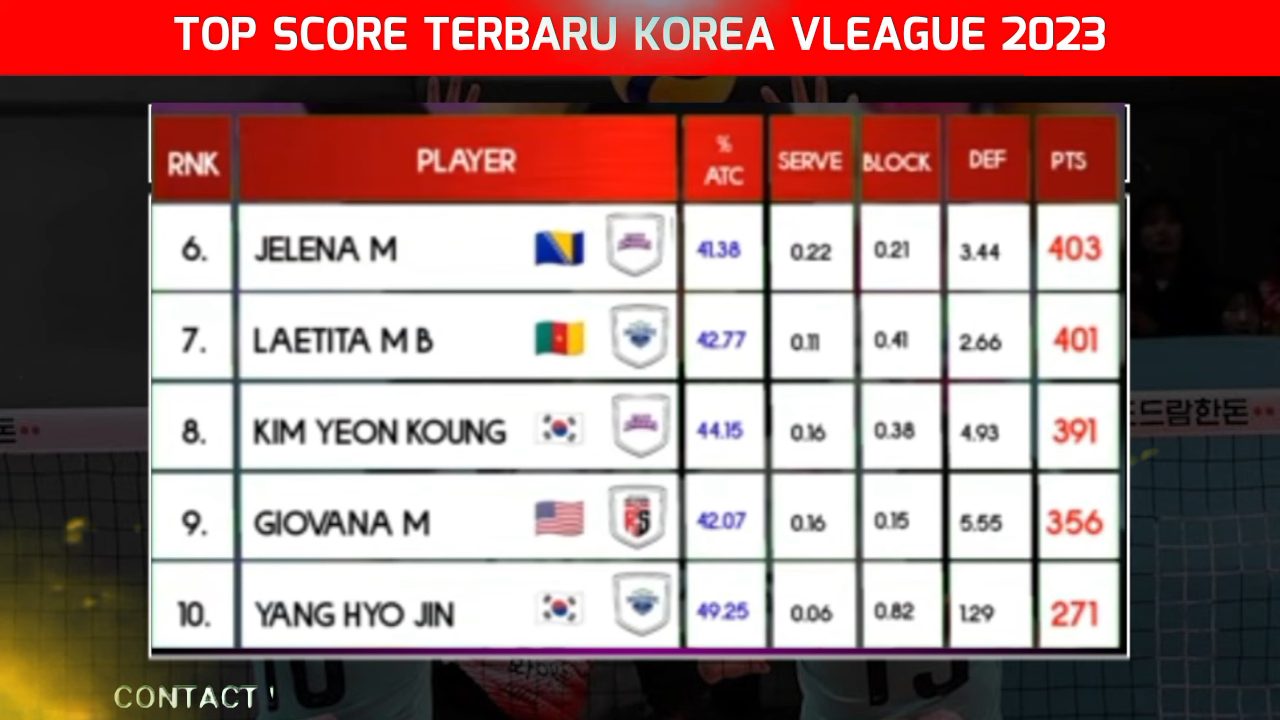 TOP SCORE TERBARU KOREA VLEAGUE 2023
RNK PLAYER % ATC SERVE BLOCK DEF PTS
6. JELENA M 41.38 0.22 0.21 3.44 403
7. LAETITA M B 42.77 0.11 0.41 2.66 401
8. KIM YEON KOUNG 44.15 0.16 0.38 4.93 391
9. GIOVANA M 42.07 0.16 0.15 5.55 356
10. YANG HYO JIN 49.25 0.06 0.82 1.29 271
드람한돈
돈
CONTACT !